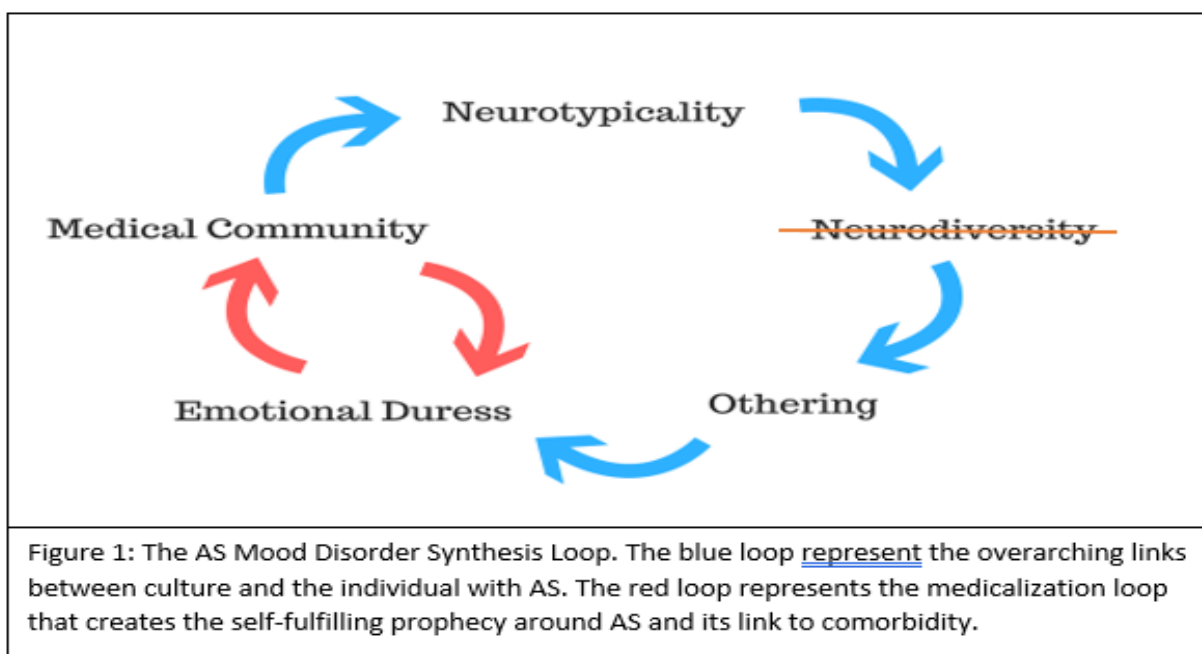 Neurotypicality
Medical Community
Neurodiversity
Emotional Duress
Othering
Figure 1: The AS Mood Disorder Synthesis Loop. The blue loop represent the overarching links
between culture and the individual with AS. The red loop represents the medicalization loop
that creates the self-fulfilling prophecy around AS and its link to comorbidity.